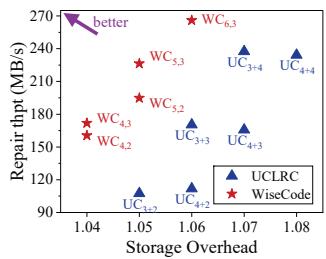 better
270
240
210
180
150
120
90
Repair thpt (MB/s)
WC6,3
WC5,3
WC5,2
WC4,3
WC4,2
UC3+4
UC4+4
UC3+3
UC4+3
UC3+2
UC4+2
UCLRC
WiseCode
1.04 1.05 1.06 1.07 1.08
Storage Overhead